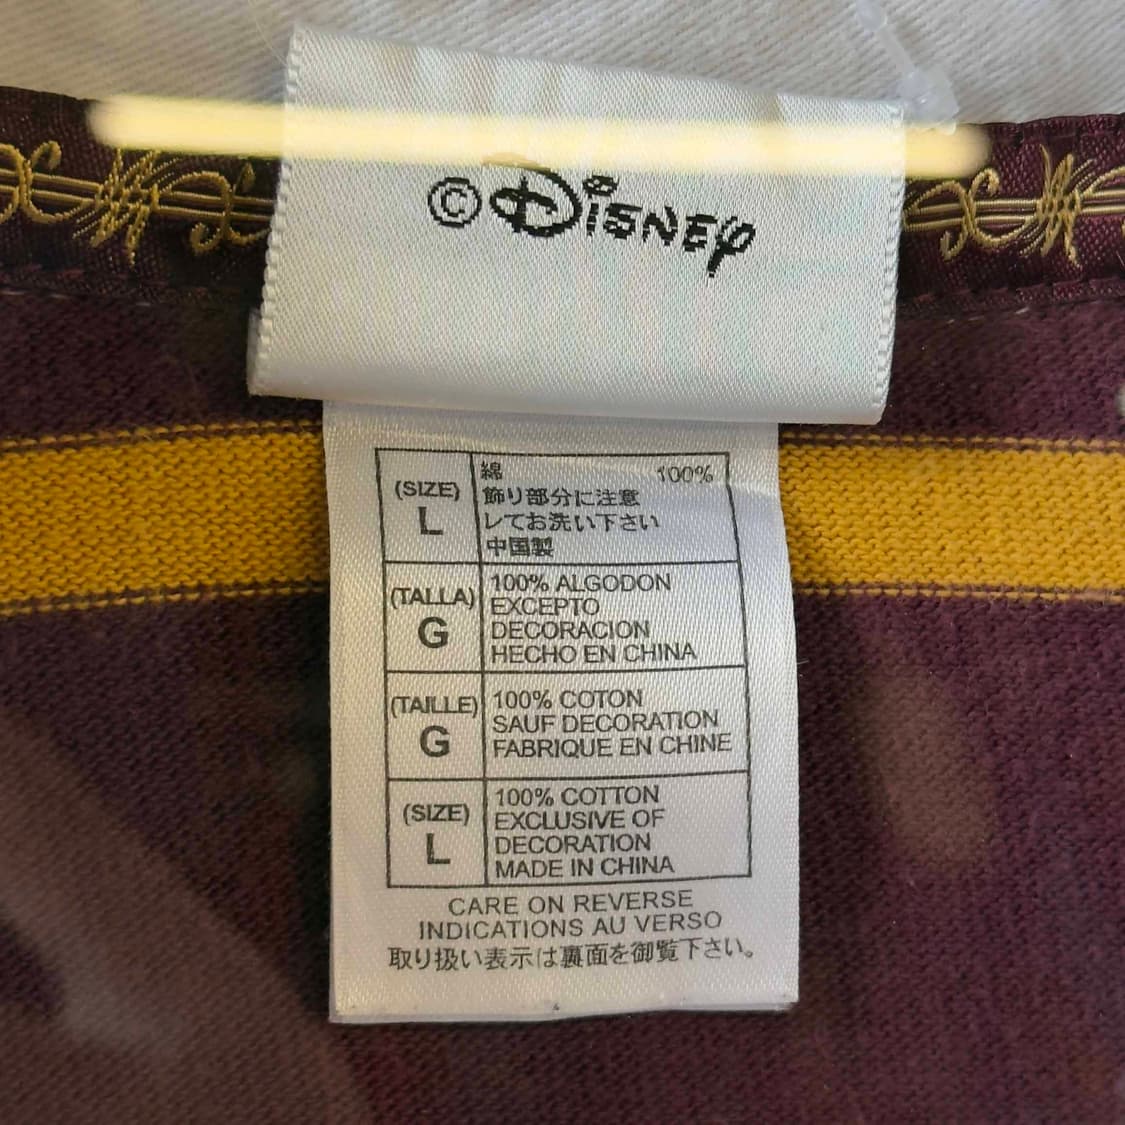 ©Disney
(SIZE)
L
綿 100%
飾り部分に注意
レてお洗い下さい
中国製
(TALLA)
G
100% ALGODON
EXCEPTO
DECORACION
HECHO EN CHINA
(TAILLE)
G
100% COTON
SAUF DECORATION
FABRIQUE EN CHINE
(SIZE)
L
100% COTTON
EXCLUSIVE OF
DECORATION
MADE IN CHINA
CARE ON REVERSE
INDICATIONS AU VERSO
取り扱い表示は裏面を御覧下さい。